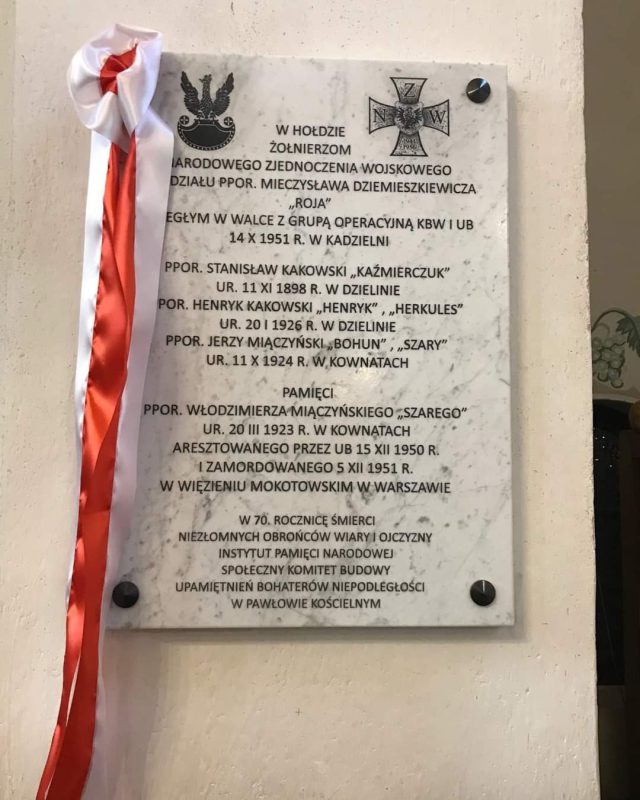 N Z W
W HOŁDZIE
ŻOŁNIERZOM
NARODOWEGO ZJEDNOCZENIA WOJSKOWEGO
DZIAŁU PPOR. MIECZYSŁAWA DZIEMIESZKIEWICZA
„ROJA”
EGŁYM W WALCE Z GRUPĄ OPERACYJNĄ KBW I UB
14 X 1951 R. W KADZIELNI
PPOR. STANISŁAW KAKOWSKI „KAŹMIERCZUK”
UR. 11 XI 1898 R. W DZIELINIE
POR. HENRYK KAKOWSKI „HENRYK” , „HERKULES”
UR. 20 I 1926 R. W DZIELINIE
PPOR. JERZY MIĄCZYŃSKI „BOHUN” , „SZARY”
UR. 11 X 1924 R. W KOWNATACH
PAMIĘCI
PPOR. WŁODZIMIERZA MIĄCZYŃSKIEGO „SZAREGO”
UR. 20 III 1923 R. W KOWNATACH
ARESZTOWANEGO PRZEZ UB 15 XII 1950 R.
I ZAMORDOWANEGO 5 XII 1951 R.
W WIĘZIENIU MOKOTOWSKIM W WARSZAWIE
W 70. ROCZNICĘ ŚMIERCI
NIEZŁOMNYCH OBROŃCÓW WIARY I OJCZYZNY
INSTYTUT PAMIĘCI NARODOWEJ
SPOŁECZNY KOMITET BUDOWY
UPAMIĘTNIEŃ BOHATERÓW NIEPODLEGŁOŚCI
W PAWŁOWIE KOŚCIELNYM